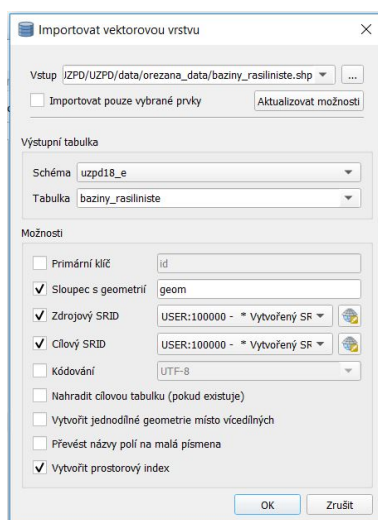 Importovat vektorovou vrstvu
Vstup JZPD/UZPD/data/orezana_data/baziny_rasiliniste.shp ...
Importovat pouze vybrané prvky Aktualizovat možnosti
Výstupní tabulka
Schéma uzpd18_e
Tabulka baziny_rasiliniste
Možnosti
Primární klíč id
Sloupec s geometrií geom
Zdrojový SRID USER:100000 - * Vytvořený SR
Cílový SRID USER:100000 - * Vytvořený SR
Kódování UTF-8
Nahradit cílovou tabulku (pokud existuje)
Vytvořit jednodílné geometrie místo vícedílných
Převést názvy polí na malá písmena
Vytvořit prostorový index
OK Zrušit